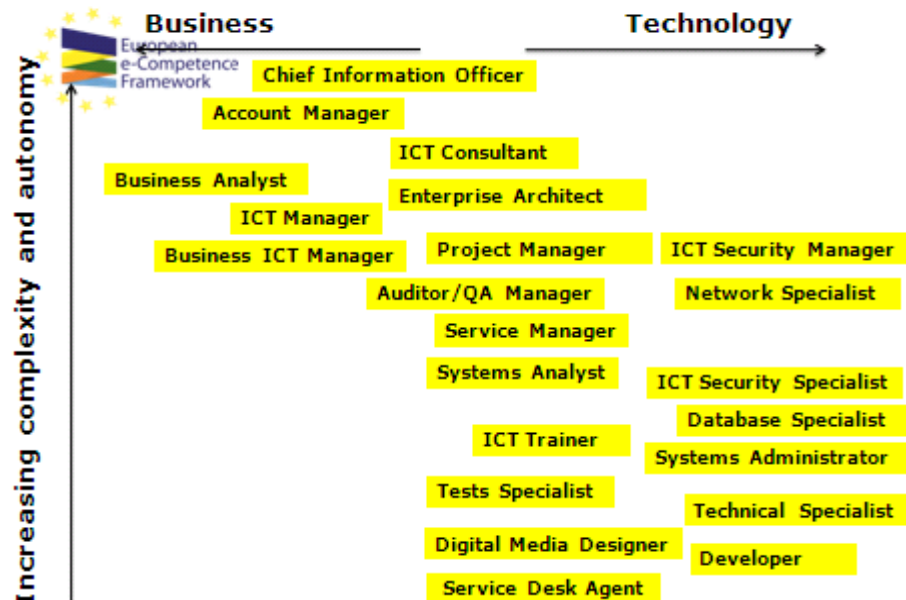 Business
Technology
European
e-Competence
Framework
Increasing complexity and autonomy
Chief Information Officer
Account Manager
ICT Consultant
Business Analyst
Enterprise Architect
ICT Manager
Business ICT Manager
Project Manager
ICT Security Manager
Auditor/QA Manager
Network Specialist
Service Manager
Systems Analyst
ICT Security Specialist
Database Specialist
ICT Trainer
Systems Administrator
Tests Specialist
Technical Specialist
Digital Media Designer
Developer
Service Desk Agent